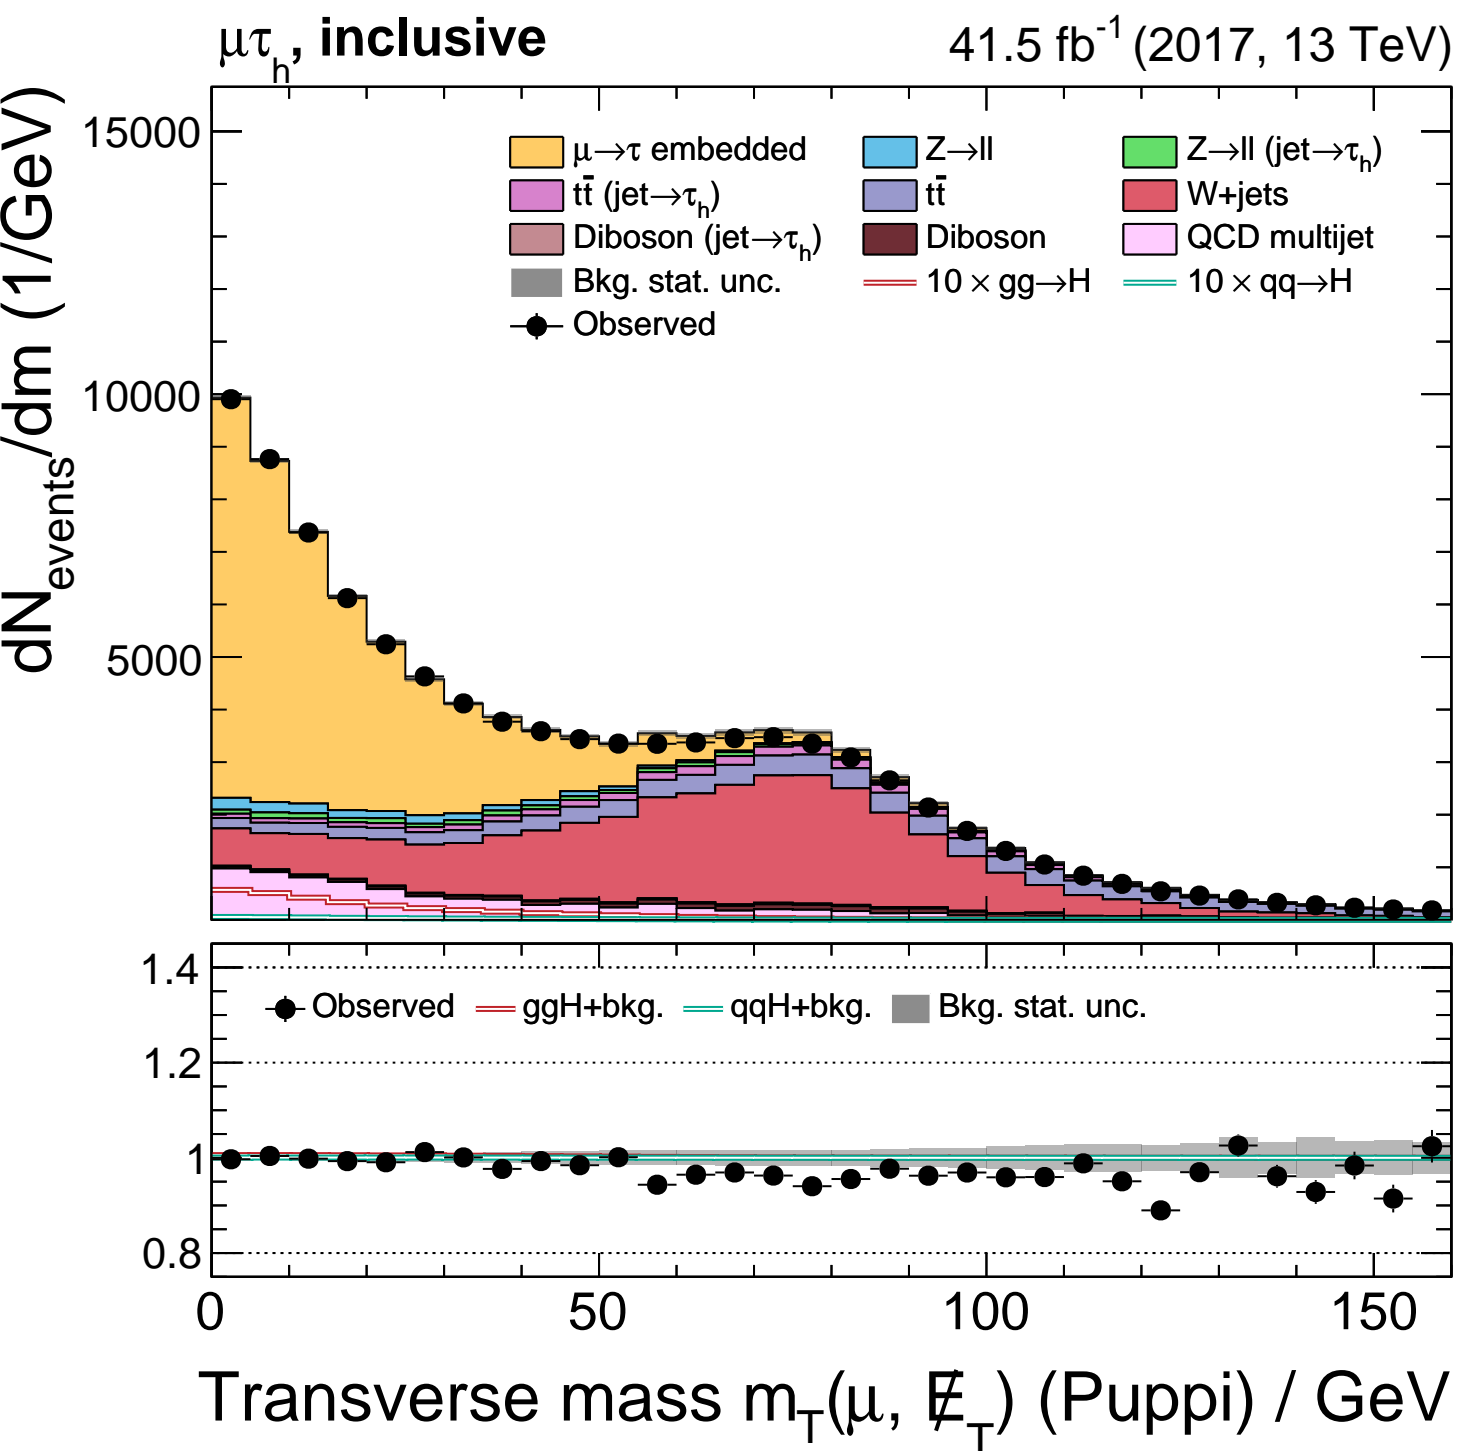 μτh, inclusive 41.5 fb-1 (2017, 13 TeV)
dNevents/dm (1/GeV)
15000
10000
5000
μ→τ embedded Z→ll Z→ll (jet→τh)
tt̄ (jet→τh) tt̄ W+jets
Diboson (jet→τh) Diboson QCD multijet
Bkg. stat. unc. 10 × gg→H 10 × qq→H
Observed
1.4
1.2
1
0.8
Observed ggH+bkg. qqH+bkg. Bkg. stat. unc.
0 50 100 150
Transverse mass mT(μ, E̸T) (Puppi) / GeV